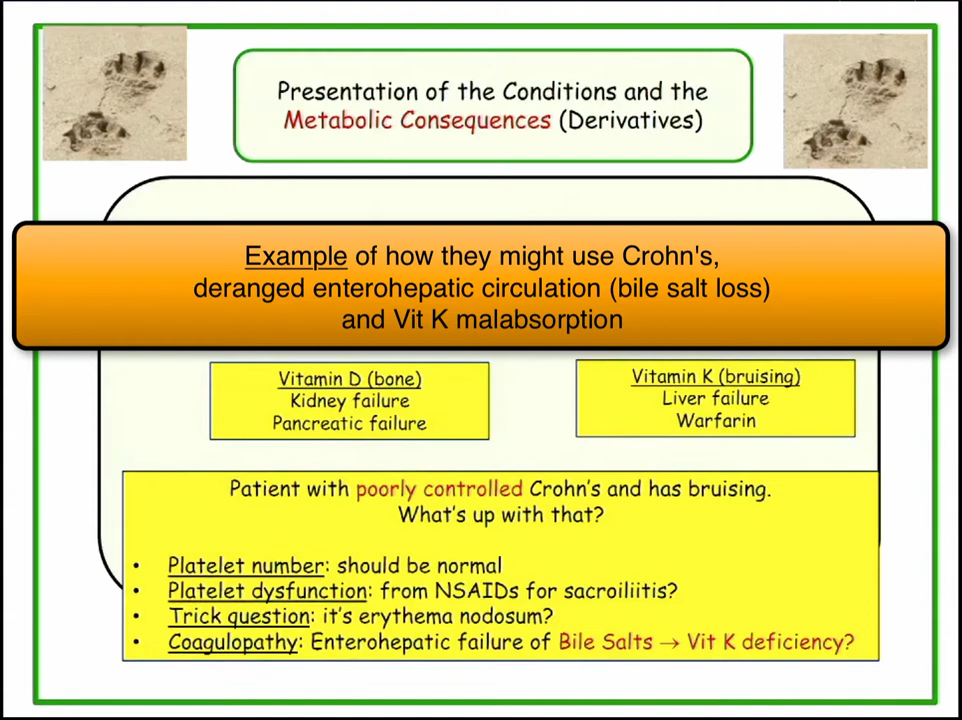 Presentation of the Conditions and the
Metabolic Consequences (Derivatives)
Example of how they might use Crohn's,
deranged enterohepatic circulation (bile salt loss)
and Vit K malabsorption
Vitamin D (bone)
Kidney failure
Pancreatic failure
Vitamin K (bruising)
Liver failure
Warfarin
Patient with poorly controlled Crohn's and has bruising.
What's up with that?
• Platelet number: should be normal
• Platelet dysfunction: from NSAIDs for sacroiliitis?
• Trick question: it's erythema nodosum?
• Coagulopathy: Enterohepatic failure of Bile Salts → Vit K deficiency?